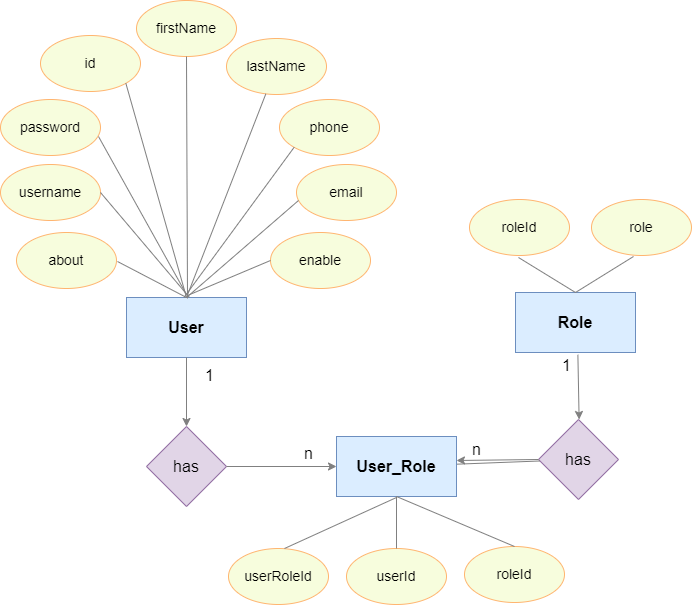 firstName
id
lastName
password
phone
username
email
about
enable
roleId
role
User
Role
1
1
has
n
User_Role
n
has
userRoleId
userId
roleId